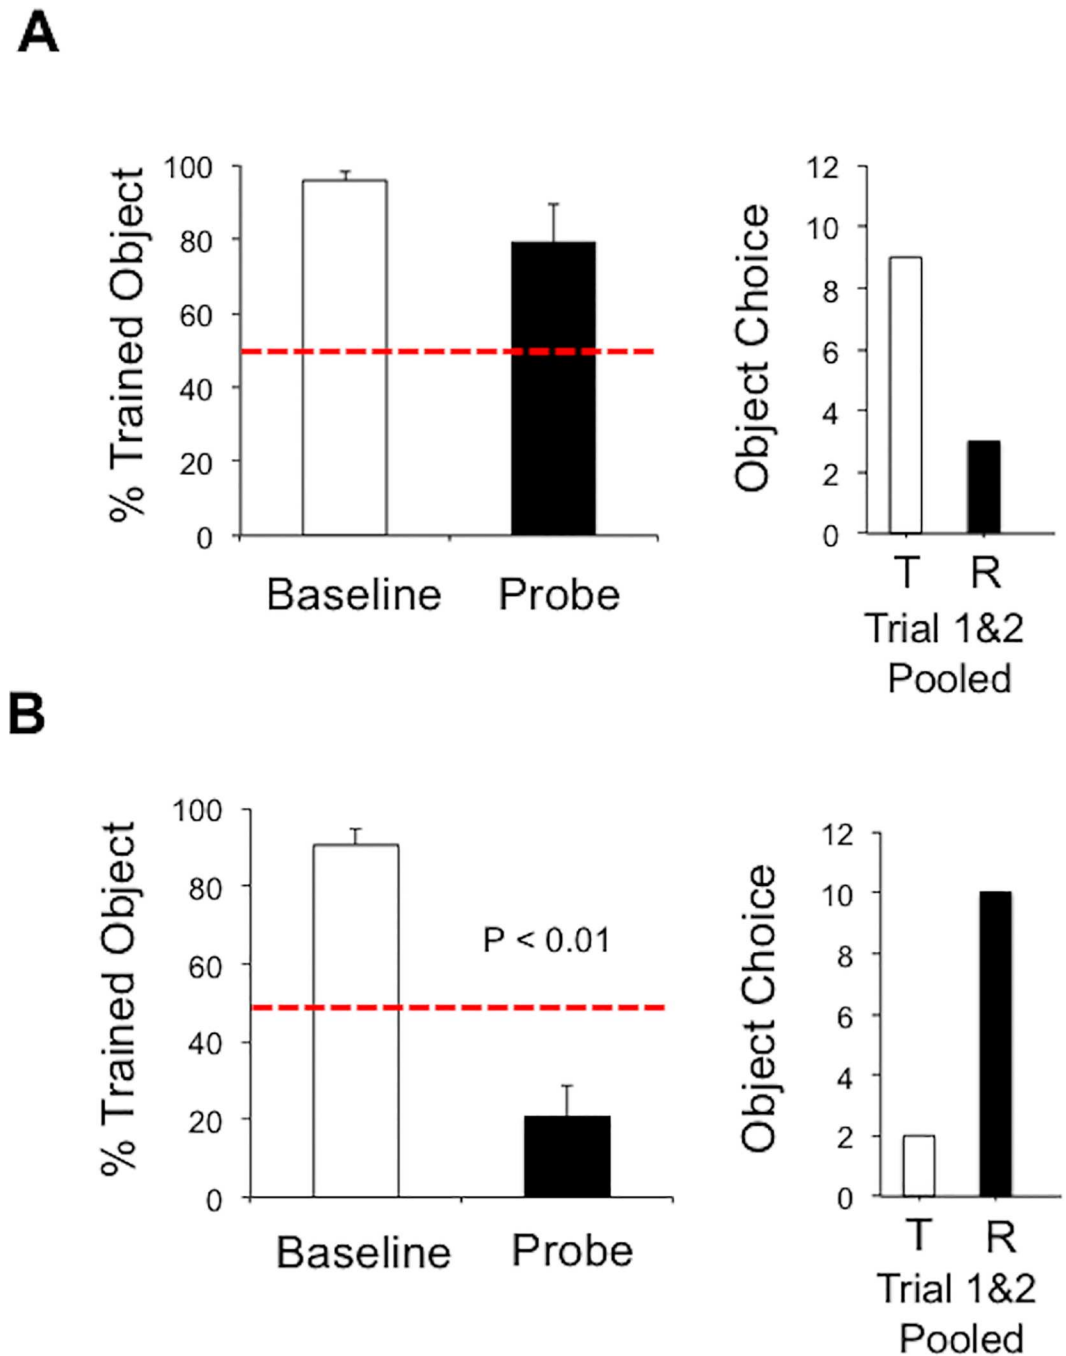 A
% Trained Object
100
80
60
40
20
0
Baseline Probe
Object Choice
12
10
8
6
4
2
0
T R
Trial 1&2
Pooled
B
% Trained Object
100
80
60
40
20
0
P < 0.01
Baseline Probe
Object Choice
12
10
8
6
4
2
0
T R
Trial 1&2
Pooled